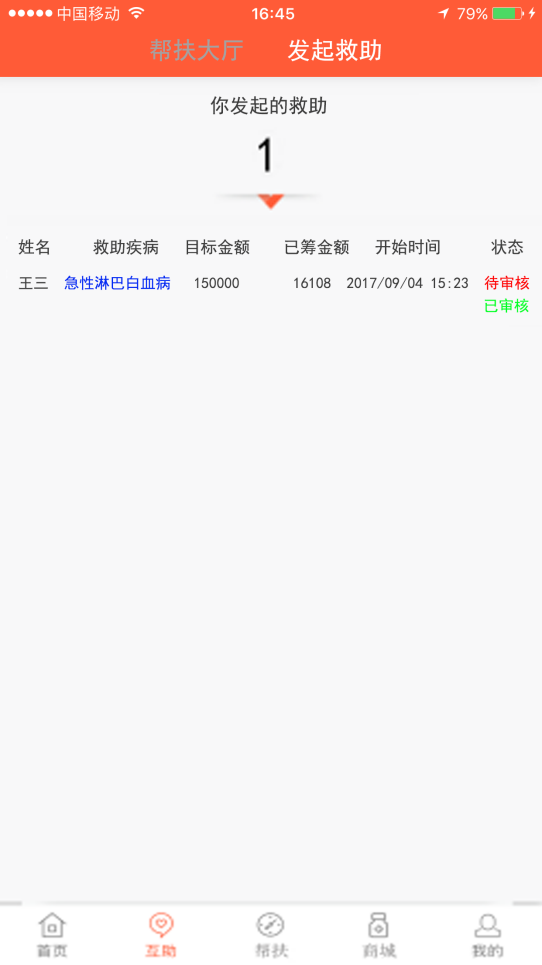 中国移动 16:45 79%
帮扶大厅 发起救助
你发起的救助
1
姓名 救助疾病 目标金额 已筹金额 开始时间 状态
王三 急性淋巴白血病 150000 16108 2017/09/04 15:23 待审核
已审核
首页 互助 帮扶 商城 我的